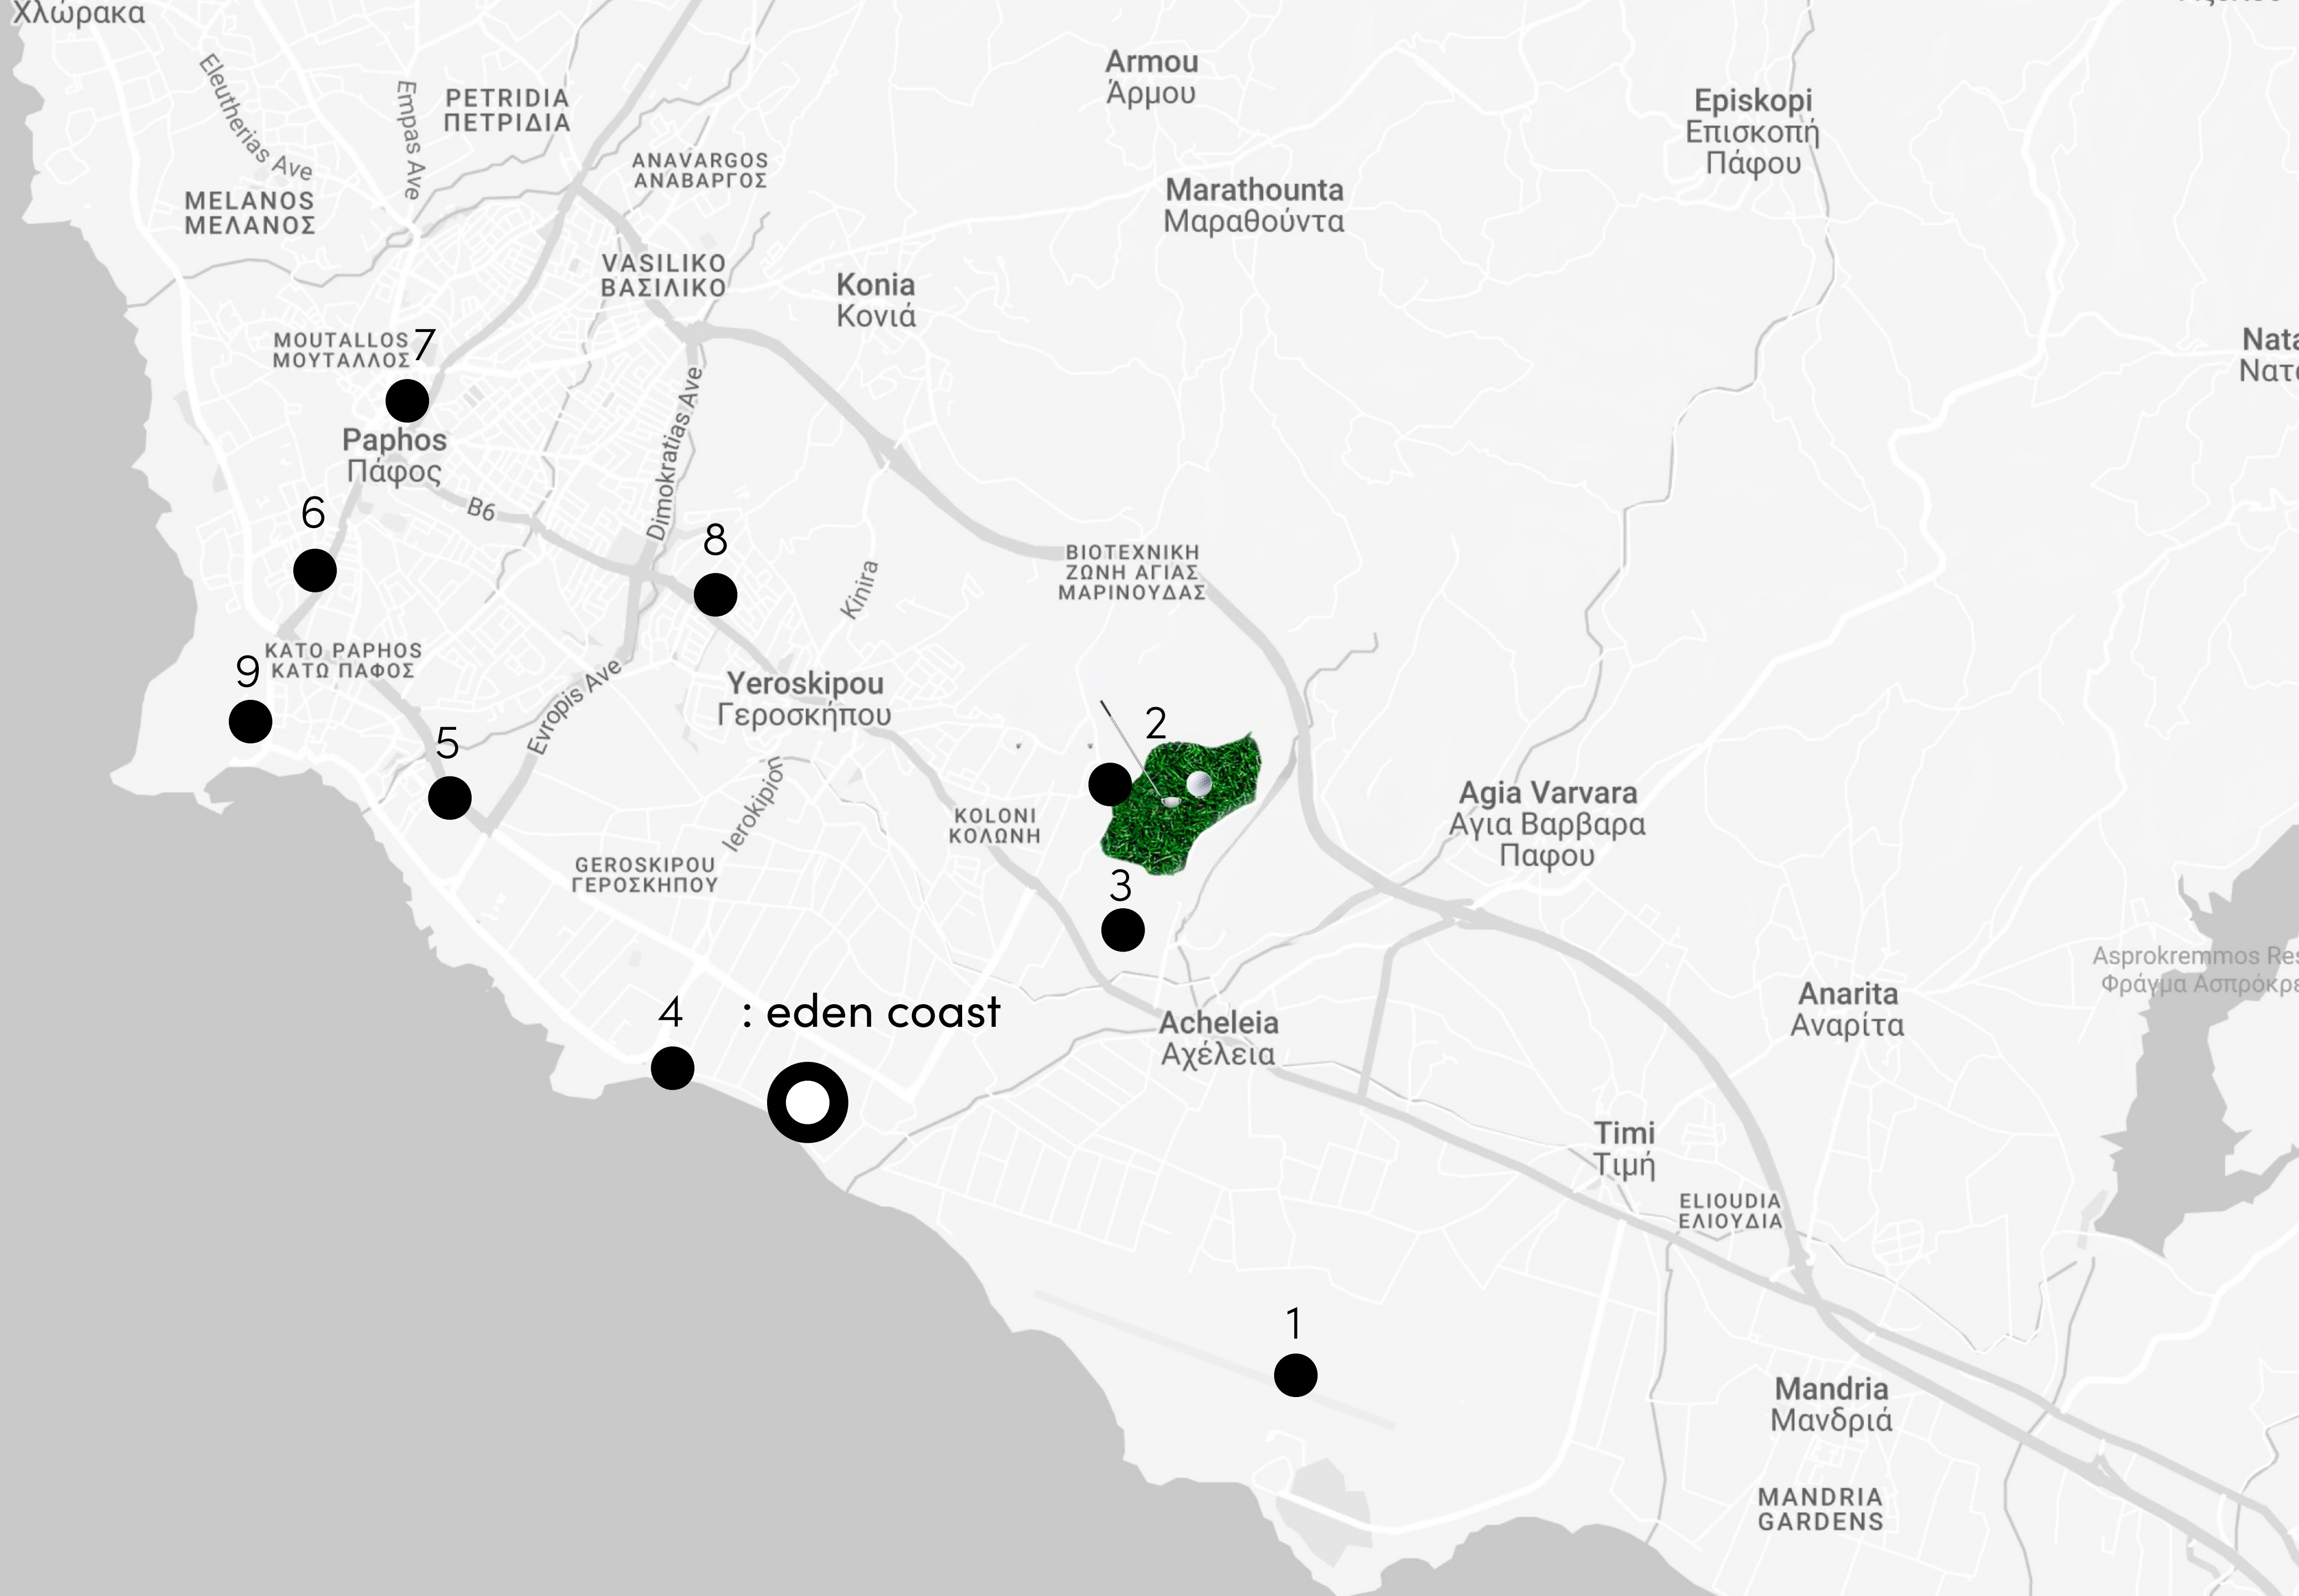 Χλώρακα
Eleutherias Ave
Empas Ave
PETRIDIA
ΠΕΤΡΙΔΙΑ
Armou
Άρμου
Episkopi
Επισκοπή
Πάφου
ANAVARGOS
ΑΝΑΒΑΡΓΟΣ
MELANOS
ΜΕΛΑΝΟΣ
Marathounta
Μαραθούντα
VASILIKO
ΒΑΣΙΛΙΚΟ
Konia
Κονιά
MOUTALLOS
ΜΟΥΤΑΛΛΟΣ
7
Paphos
Πάφος
Dimokratias Ave
B6
6
8
Kinira
ΒΙΟΤΕΧΝΙΚΗ
ΖΩΝΗ ΑΓΙΑΣ
ΜΑΡΙΝΟΥΔΑΣ
KATO PAPHOS
ΚΑΤΩ ΠΑΦΟΣ
9
5
Evropis Ave
Yeroskipou
Γεροσκήπου
2
Ierokipion
KOLONI
ΚΟΛΩΝΗ
Agia Varvara
Αγια Βαρβαρα
Παφου
GEROSKIPOU
ΓΕΡΟΣΚΗΠΟΥ
3
Asprokremmos
Φράγμα
Anarita
Αναρίτα
4
: eden coast
Acheleia
Αχέλεια
Timi
Τιμή
ELIOUDIA
ΕΛΙΟΥΔΙΑ
1
Mandria
Μανδριά
MANDRIA
GARDENS